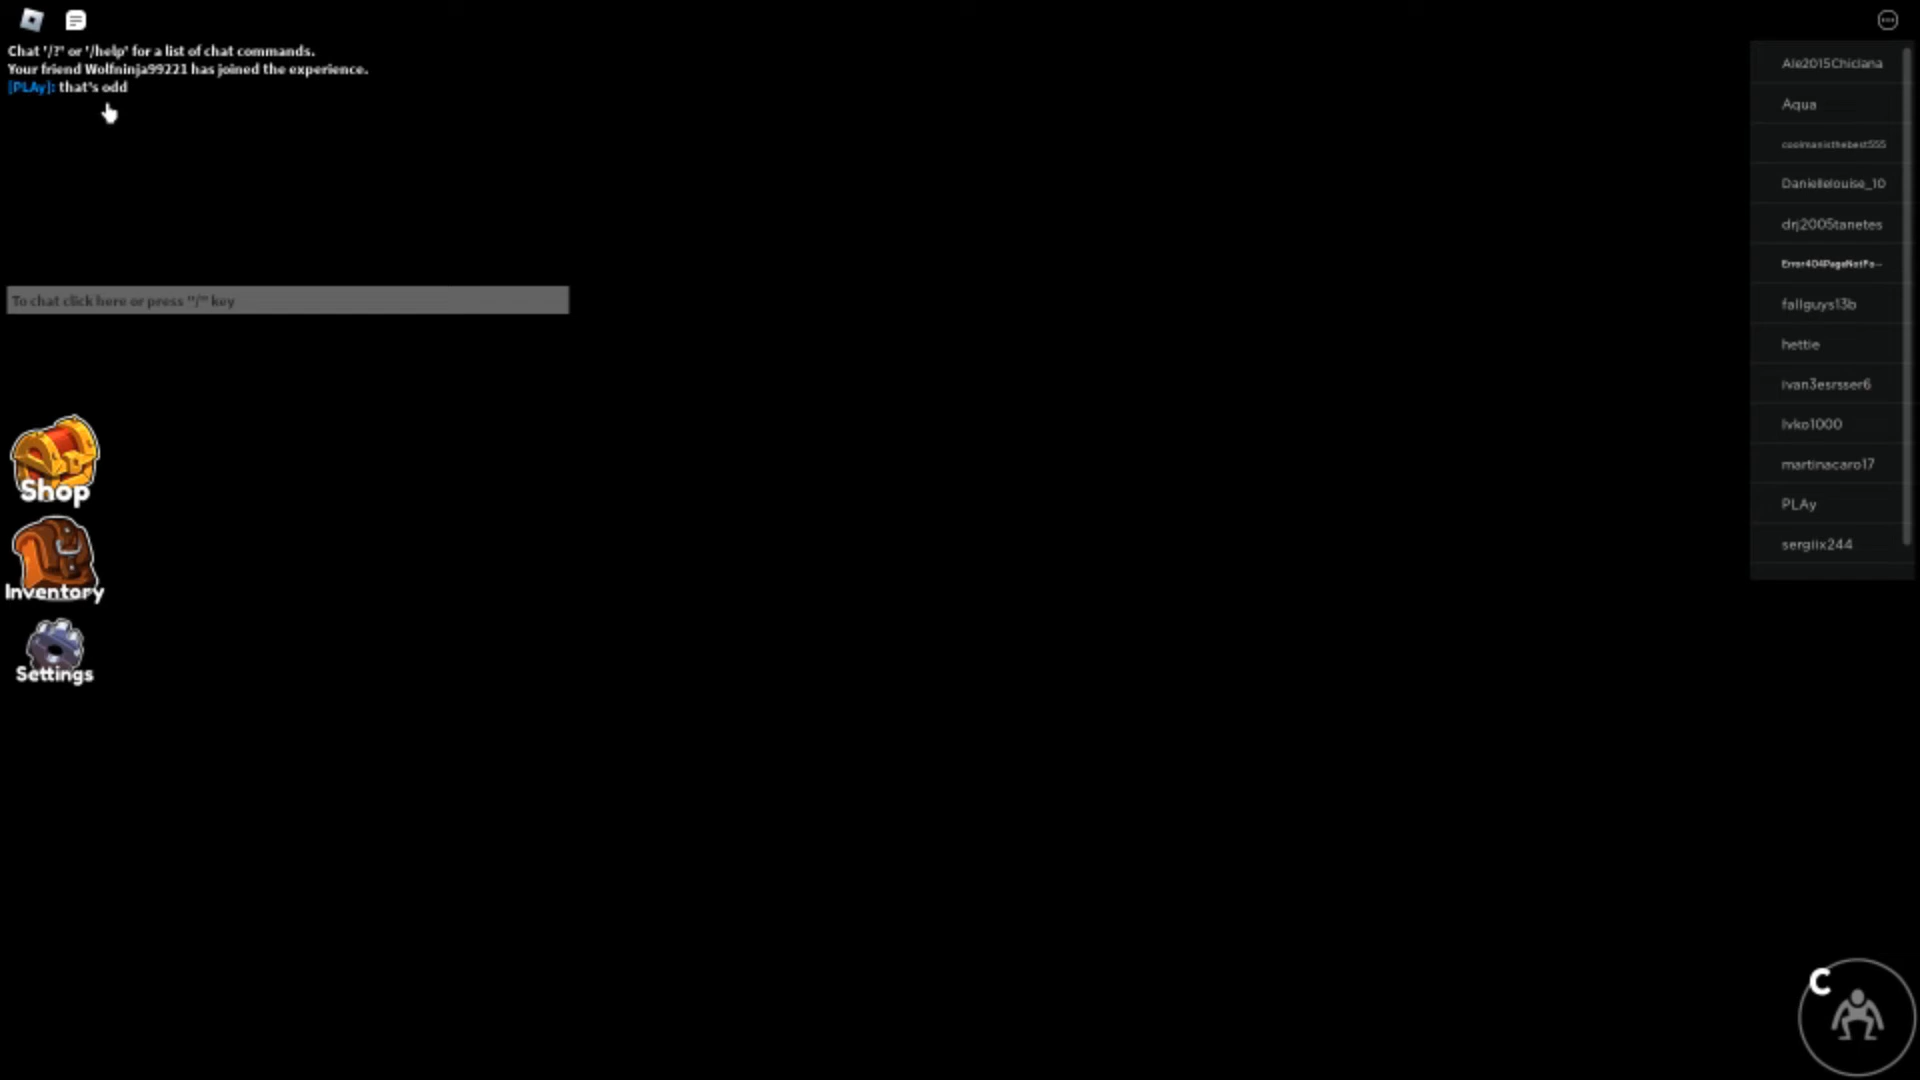 Chat '/?' or '/help' for a list of chat commands.
Your friend Wolfninja99221 has joined the experience.
[PLAy]: that's odd
To chat click here or press "/" key
Shop
Inventory
Settings
Ale2015Chiclana
Aqua
coolmanisthebest555
Daniellelouise_10
drj2005tanetes
Error404PageNotFo...
fallguys13b
hettie
ivan3esrsser6
Ivko1000
martinacaro17
PLAy
sergiix244
C